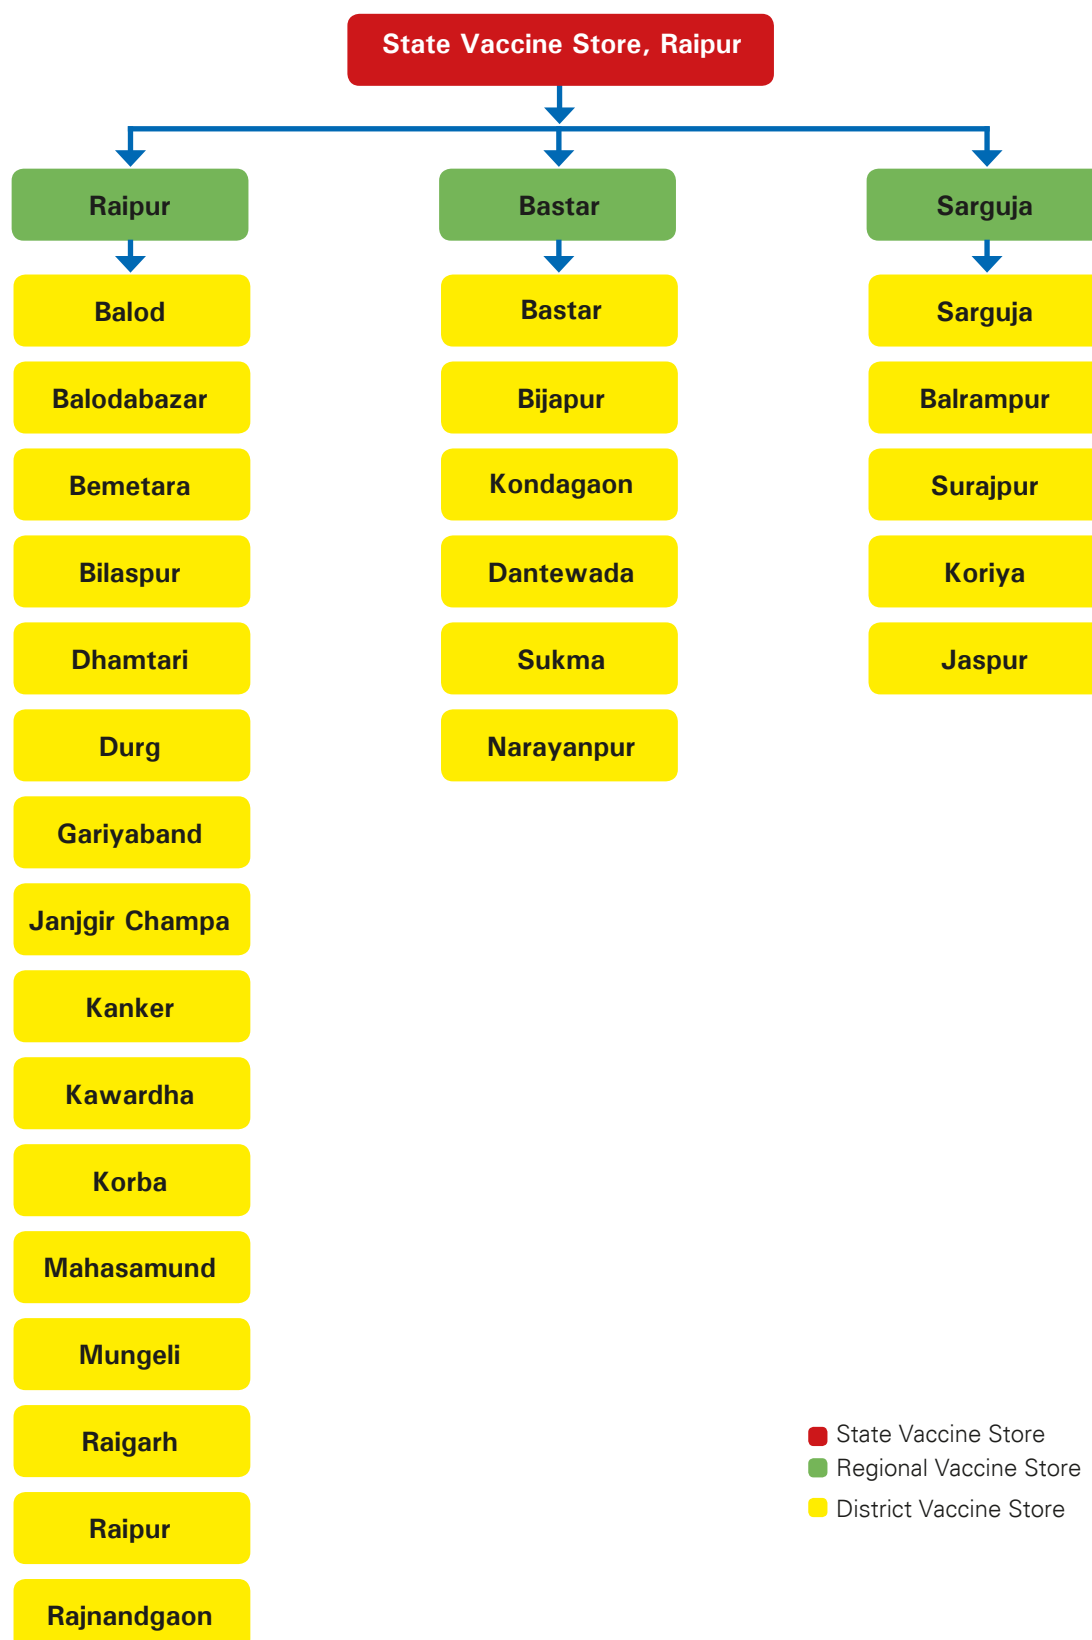 State Vaccine Store, Raipur
Raipur
Bastar
Sarguja
Balod
Balodabazar
Bemetara
Bilaspur
Dhamtari
Durg
Gariyaband
Janjgir Champa
Kanker
Kawardha
Korba
Mahasamund
Mungeli
Raigarh
Raipur
Rajnandgaon
Bastar
Bijapur
Kondagaon
Dantewada
Sukma
Narayanpur
Sarguja
Balrampur
Surajpur
Koriya
Jaspur
State Vaccine Store
Regional Vaccine Store
District Vaccine Store